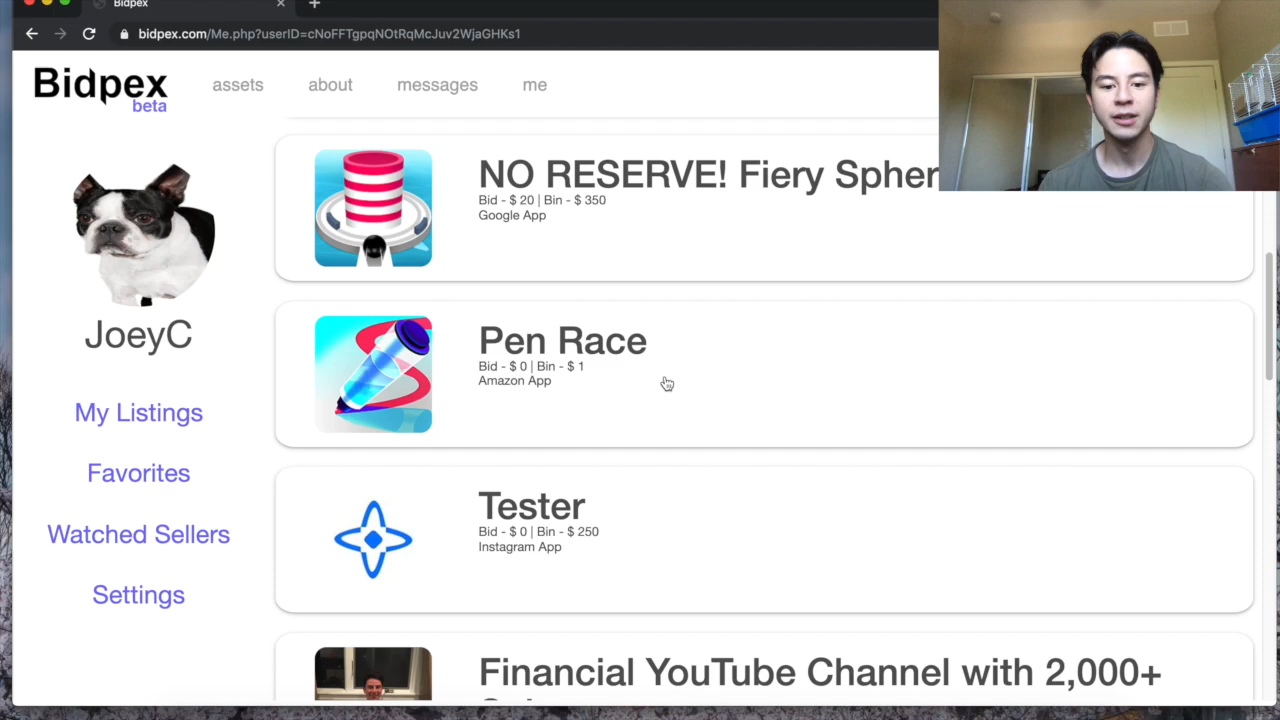 Bidpex
bidpex.com/Me.php?userID=cNoFFTgpqNOtRqMcJuv2WjaGHKs1
Bidpex
beta
assets about messages me
NO RESERVE! Fiery Spher
Bid - $ 20 | Bin - $ 350
Google App
JoeyC
Pen Race
Bid - $ 0 | Bin - $ 1
Amazon App
My Listings
Favorites
Watched Sellers
Settings
Tester
Bid - $ 0 | Bin - $ 250
Instagram App
Financial YouTube Channel with 2,000+